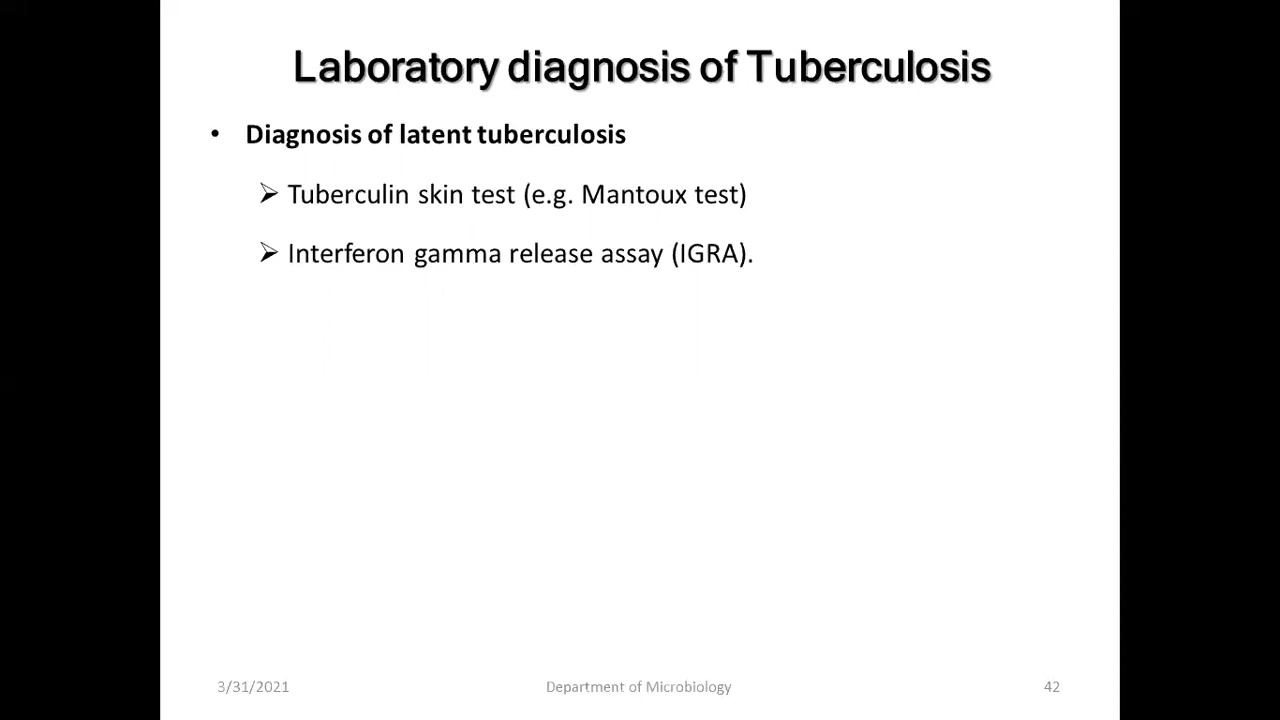 Laboratory diagnosis of Tuberculosis
• Diagnosis of latent tuberculosis
➢ Tuberculin skin test (e.g. Mantoux test)
➢ Interferon gamma release assay (IGRA).
3/31/2021 Department of Microbiology 42